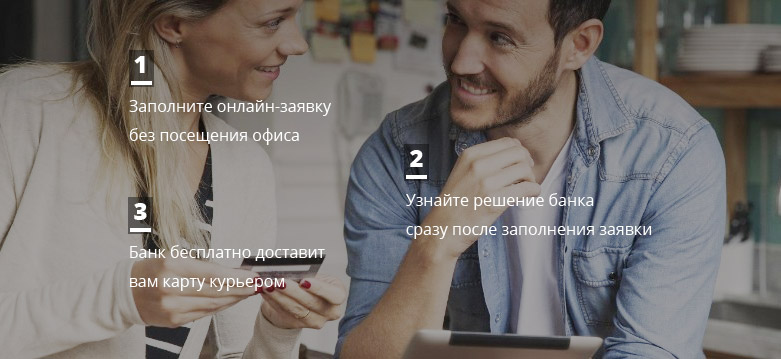 1
Заполните онлайн-заявку
без посещения офиса
2
Узнайте решение банка
сразу после заполнения заявки
3
Банк бесплатно доставит
вам карту курьером